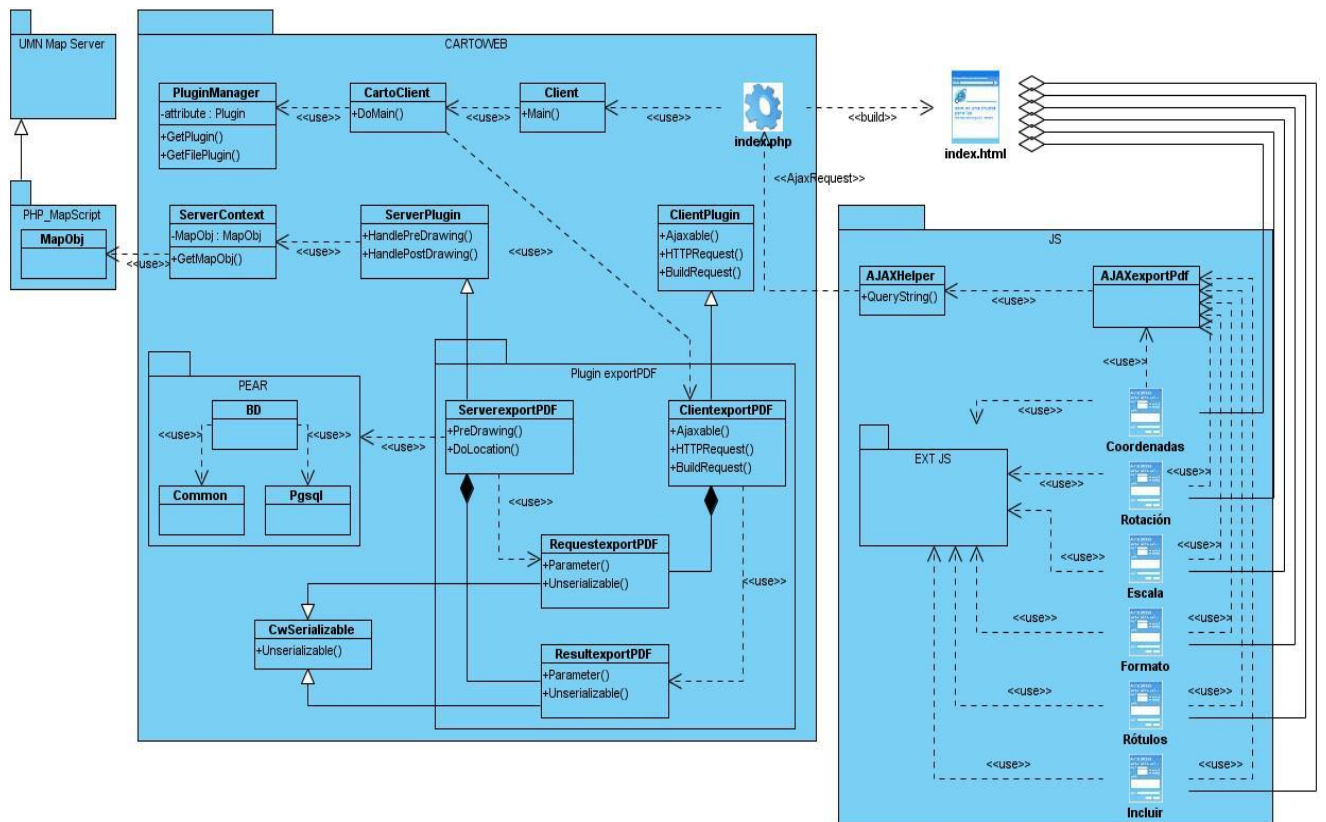 UMN Map Server
CARTOWEB
PluginManager
-attribute : Plugin
+GetPlugin()
+GetFilePlugin()
<<use>>
CartoClient
+DoMain()
<<use>>
Client
+Main()
<<use>>
index.php
<<build>>
index.html
<<AjaxRequest>>
PHP_MapScript
MapObj
<<use>>
ServerContext
-MapObj : MapObj
+GetMapObj()
<<use>>
ServerPlugin
+HandlePreDrawing()
+HandlePostDrawing()
<<use>>
ClientPlugin
+Ajaxable()
+HTTPRequest()
+BuildRequest()
JS
AJAXHelper
+QueryString()
<<use>>
AJAXexportPdf
<<use>>
PEAR
BD
<<use>>
<<use>>
Common
Pgsql
<<use>>
Plugin exportPDF
ServerexportPDF
+PreDrawing()
+DoLocation()
ClientexportPDF
+Ajaxable()
+HTTPRequest()
+BuildRequest()
<<use>>
RequestexportPDF
+Parameter()
+Unserializable()
<<use>>
CwSerializable
+Unserializable()
ResultexportPDF
+Parameter()
+Unserializable()
EXT JS
<<use>>
Coordenadas
<<use>>
<<use>>
Rotación
<<use>>
<<use>>
Escala
<<use>>
<<use>>
Formato
<<use>>
<<use>>
Rótulos
<<use>>
<<use>>
Incluir